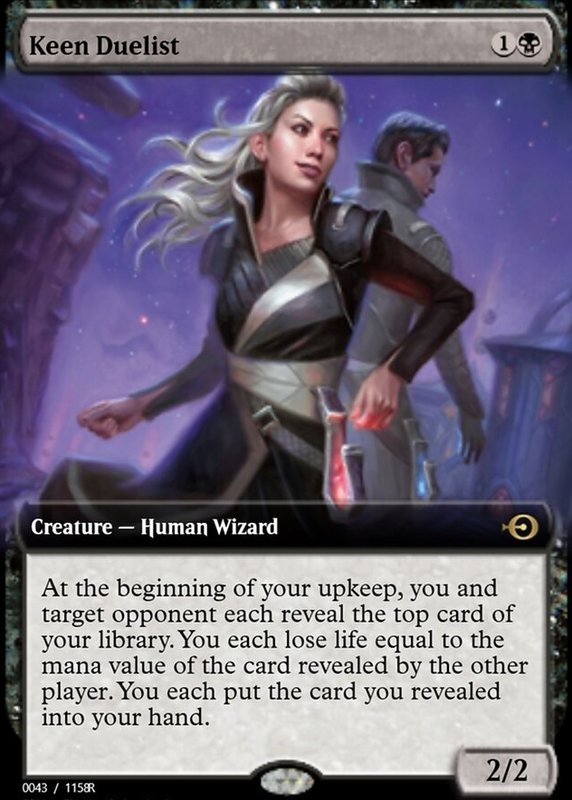 Keen Duelist 1
Creature — Human Wizard
At the beginning of your upkeep, you and
target opponent each reveal the top card of
your library. You each lose life equal to the
mana value of the card revealed by the other
player. You each put the card you revealed
into your hand.
2/2
0043 / 1158R